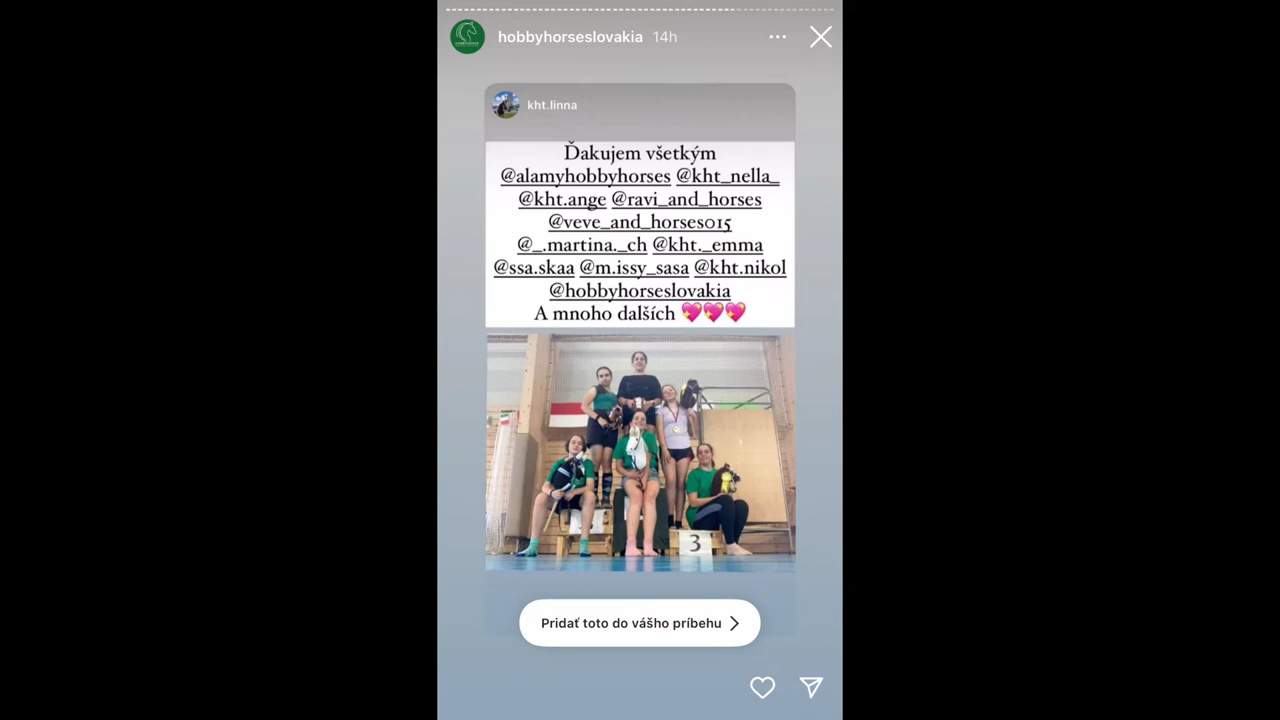 hobbyhorseslovakia 14h
kht.linna
Ďakujem všetkým
@alamyhobbyhorses @kht_nella_
@kht.ange @ravi_and_horses
@veve_and_horses015
@_.martina._ch @kht._emma
@ssa.skaa @m.issy_sasa @kht.nikol
@hobbyhorseslovakia
A mnoho dalších 💖💖💖
3
Pridať toto do vášho príbehu